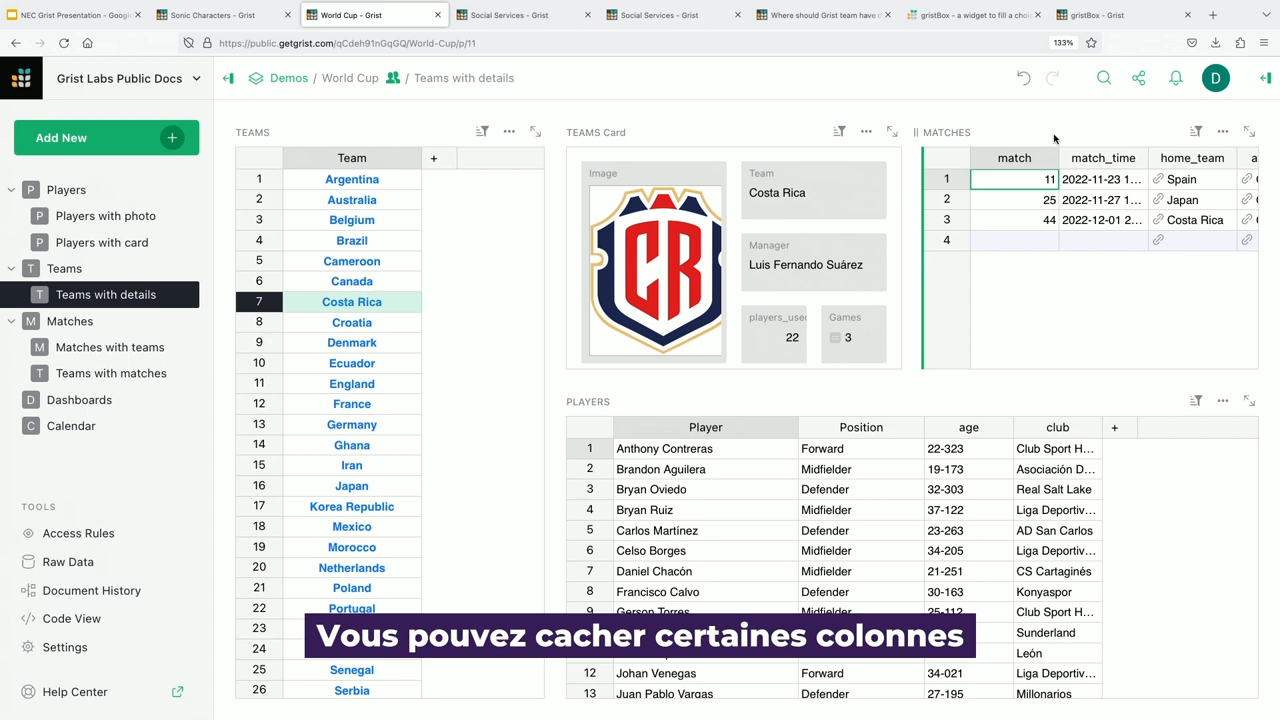 NEC Grist Presentation - Google
Sonic Characters - Grist
World Cup - Grist
Social Services - Grist
Social Services - Grist
Where should Grist team have
gristBox – a widget to fill a
gristBox - Grist
https://public.getgrist.com/qCdeh91nGqGQ/World-Cup/p/11
133%
Grist Labs Public Docs
Demos / World Cup / Teams with details
D
Add New
P Players
P Players with photo
P Players with card
T Teams
T Teams with details
M Matches
M Matches with teams
T Teams with matches
D Dashboards
C Calendar
TOOLS
Access Rules
Raw Data
Document History
Code View
Settings
Help Center
TEAMS
Team +
1 Argentina
2 Australia
3 Belgium
4 Brazil
5 Cameroon
6 Canada
7 Costa Rica
8 Croatia
9 Denmark
10 Ecuador
11 England
12 France
13 Germany
14 Ghana
15 Iran
16 Japan
17 Korea Republic
18 Mexico
19 Morocco
20 Netherlands
21 Poland
22 Portugal
23
24
25 Senegal
26 Serbia
TEAMS Card
Image
CR
Team
Costa Rica
Manager
Luis Fernando Suárez
players_used
22
Games
3
MATCHES
match match_time home_team a
1 11 2022-11-23 1... Spain
2 25 2022-11-27 1... Japan
3 44 2022-12-01 2... Costa Rica
4
PLAYERS
Player Position age club +
1 Anthony Contreras Forward 22-323 Club Sport H...
2 Brandon Aguilera Midfielder 19-173 Asociación D...
3 Bryan Oviedo Defender 32-303 Real Salt Lake
4 Bryan Ruiz Midfielder 37-122 Liga Deportiv...
5 Carlos Martínez Defender 23-263 AD San Carlos
6 Celso Borges Midfielder 34-205 Liga Deportiv...
7 Daniel Chacón Midfielder 21-251 CS Cartaginés
8 Francisco Calvo Defender 30-163 Konyaspor
9 Gerson Torres Midfielder 25-112 Club Sport H...
Sunderland
León
12 Johan Venegas Forward 34-021 Liga Deportiv...
13 Juan Pablo Vargas Defender 27-195 Millonarios
Vous pouvez cacher certaines colonnes